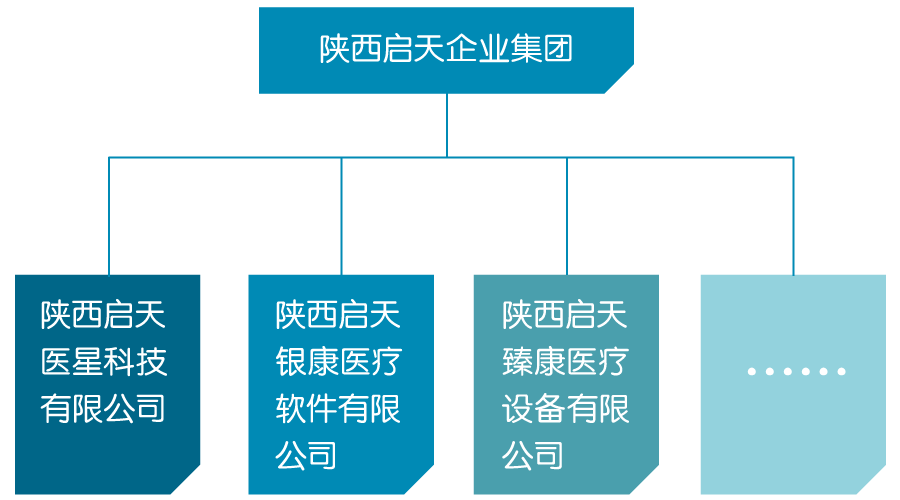 陕西启天企业集团
陕西启天
医星科技
有限公司
陕西启天
银康医疗
软件有限
公司
陕西启天
臻康医疗
设备有限
公司
……